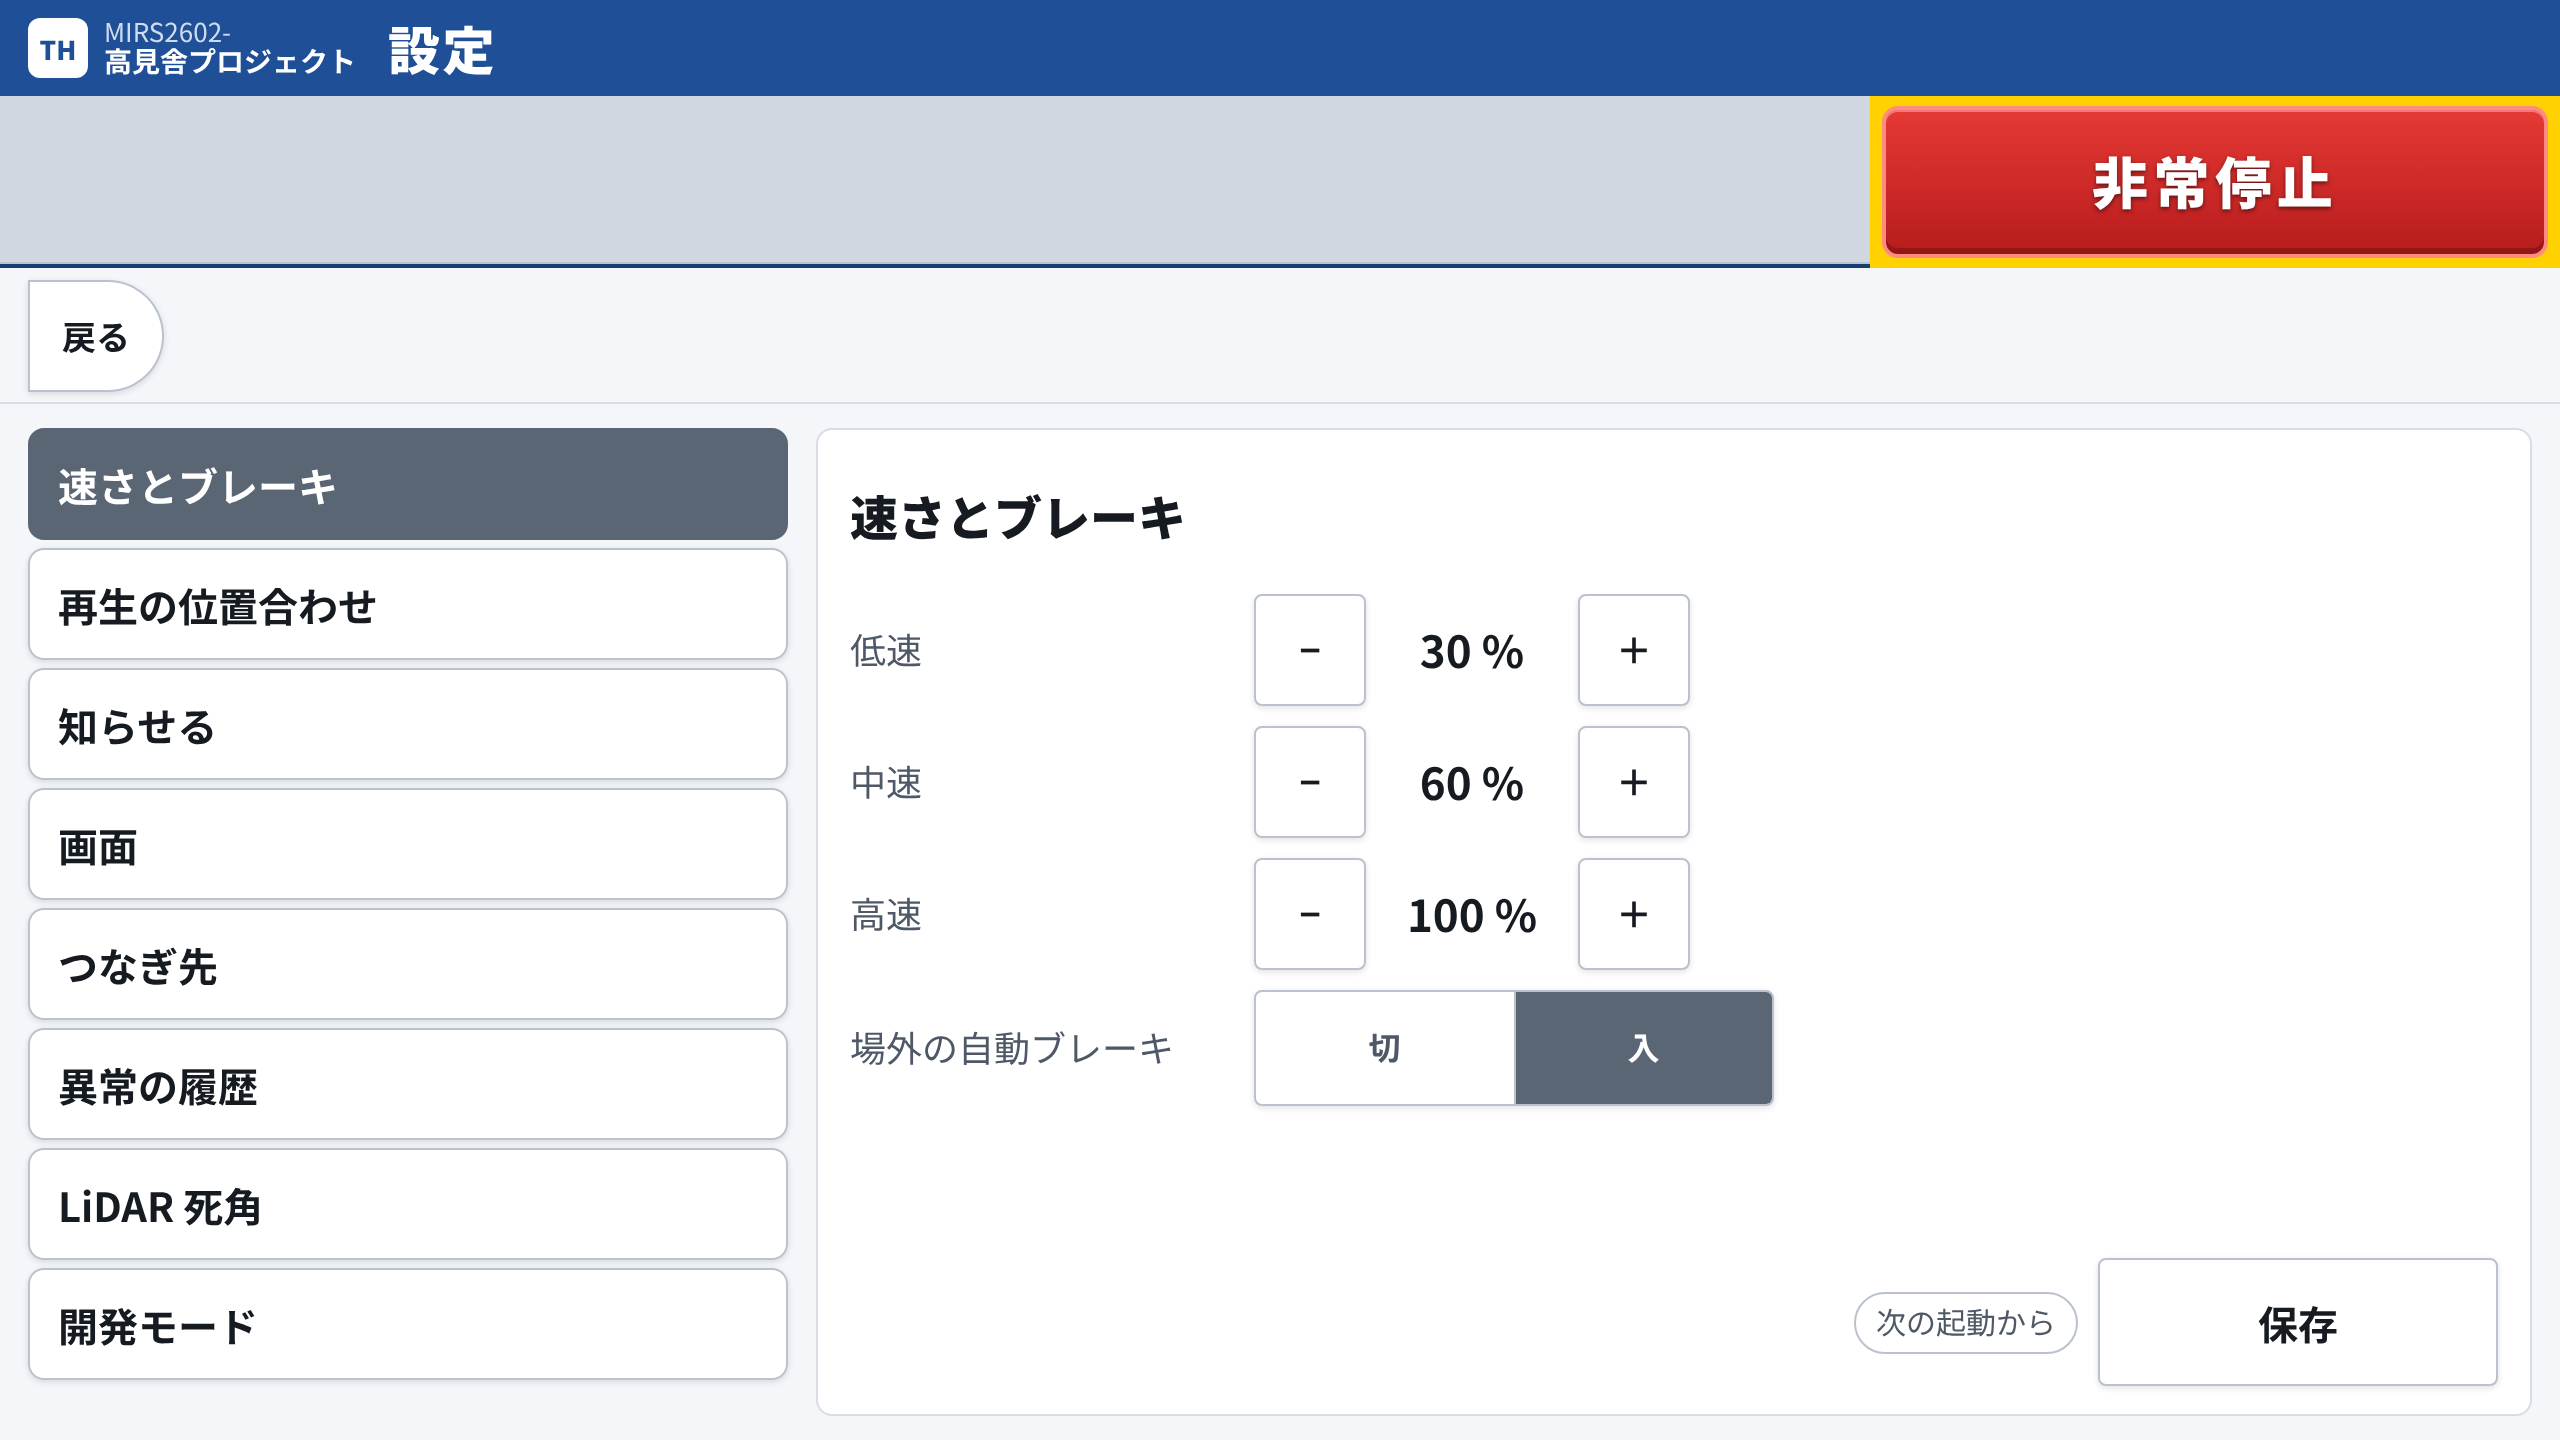 TH
MIRS2602-
高見舎プロジェクト
設定
非常停止
戻る
速さとブレーキ
再生の位置合わせ
知らせる
画面
つなぎ先
異常の履歴
LiDAR 死角
開発モード
速さとブレーキ
低速 − 30 % +
中速 − 60 % +
高速 − 100 % +
場外の自動ブレーキ 切 入
次の起動から 保存